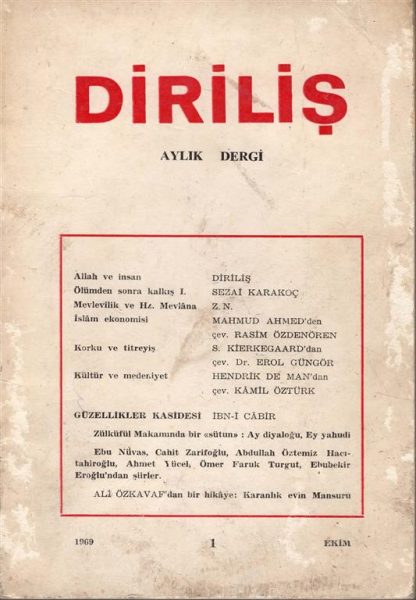 DİRİLİŞ
AYLIK DERGİ
Allah ve insan DİRİLİŞ
Ölümden sonra kalkış I. SEZAİ KARAKOÇ
Mevlevilik ve Hz. Mevlâna Z. N.
İslâm ekonomisi MAHMUD AHMED'den
çev. RASİM ÖZDENÖREN
Korku ve titreyiş S. KİERKEGAARD'dan
çev. Dr. EROL GÜNGÖR
Kültür ve medeniyet HENDRİK DE MAN'dan
çev. KÂMİL ÖZTÜRK
GÜZELLİKLER KASİDESİ İBN-İ CÂBİR
Zülküfül Makamında bir «sütun» : Ay diyaloğu, Ey yahudi
Ebu Nüvas, Cahit Zarifoğlu, Abdullah Öztemiz Hacı-
tahiroğlu, Ahmet Yücel, Ömer Faruk Turgut, Ebubekir
Eroğlu'ndan şiirler.
ALİ ÖZKAVAF'dan bir hikâye: Karanlık evin Mansuru
1969 1 EKİM